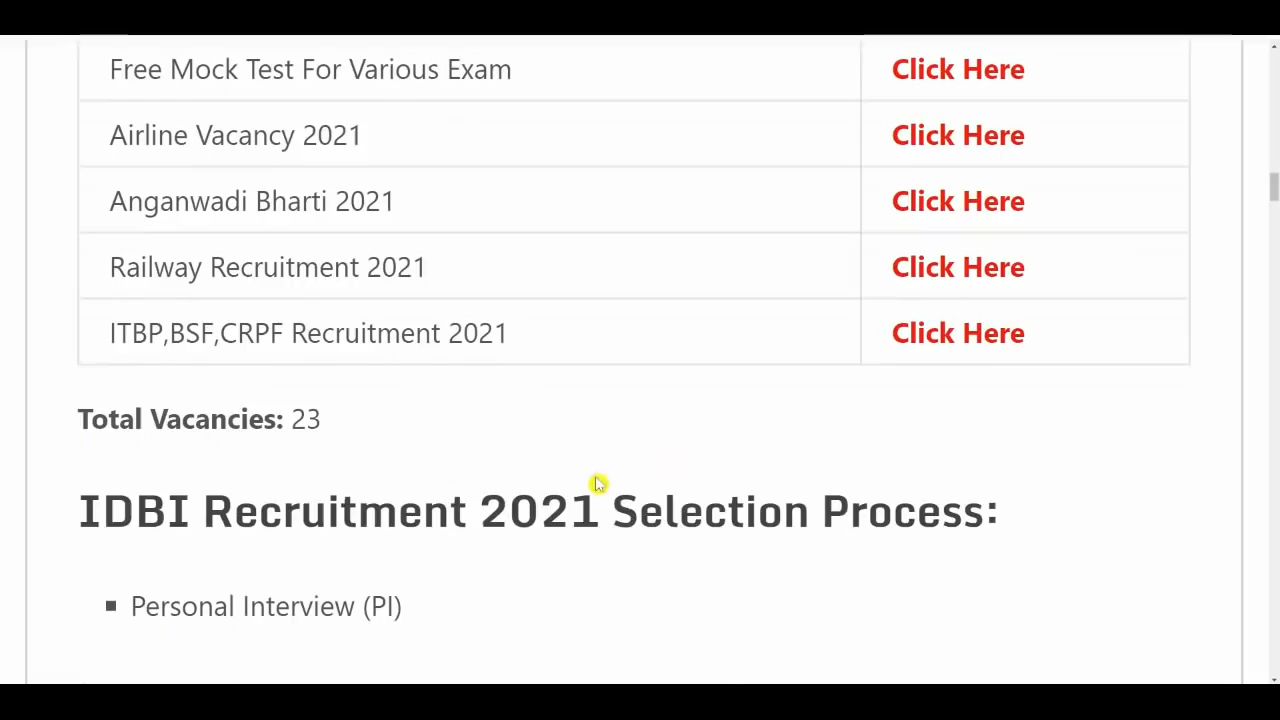 Free Mock Test For Various Exam Click Here
Airline Vacancy 2021 Click Here
Anganwadi Bharti 2021 Click Here
Railway Recruitment 2021 Click Here
ITBP,BSF,CRPF Recruitment 2021 Click Here
Total Vacancies: 23
IDBI Recruitment 2021 Selection Process:
Personal Interview (PI)